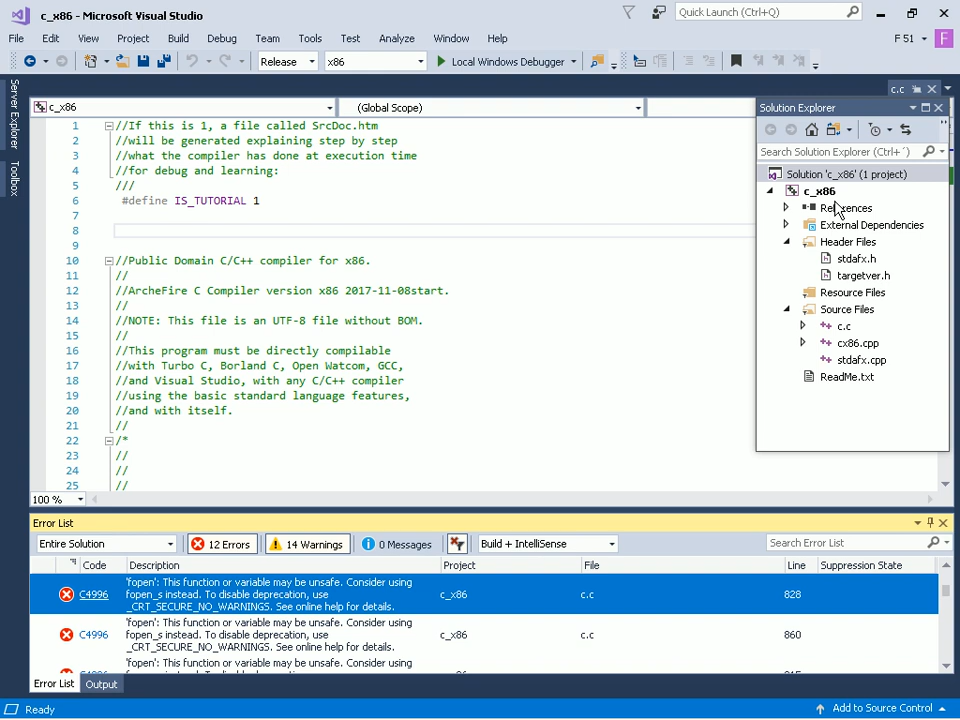 c_x86 - Microsoft Visual Studio
Quick Launch (Ctrl+Q)
File Edit View Project Build Debug Team Tools Test Analyze Window Help
F 51 F
Release x86 Local Windows Debugger
Server Explorer
Toolbox
c.c
c_x86 (Global Scope)
1 //If this is 1, a file called SrcDoc.htm
2 //will be generated explaining step by step
3 //what the compiler has done at execution time
4 //for debug and learning:
5 ///
6 #define IS_TUTORIAL 1
7
8
9
10 //Public Domain C/C++ compiler for x86.
11 //
12 //ArcheFire C Compiler version x86 2017-11-08start.
13 //
14 //NOTE: This file is an UTF-8 file without BOM.
15 //
16 //This program must be directly compilable
17 //with Turbo C, Borland C, Open Watcom, GCC,
18 //and Visual Studio, with any C/C++ compiler
19 //using the basic standard language features,
20 //and with itself.
21 //
22 /*
23 //
24 //
25 //
100 %
Solution Explorer
Search Solution Explorer (Ctrl+´)
Solution 'c_x86' (1 project)
c_x86
References
External Dependencies
Header Files
stdafx.h
targetver.h
Resource Files
Source Files
c.c
cx86.cpp
stdafx.cpp
ReadMe.txt
Error List
Entire Solution 12 Errors 14 Warnings 0 Messages Build + IntelliSense Search Error List
Code Description Project File Line Suppression State
C4996 'fopen': This function or variable may be unsafe. Consider using
fopen_s instead. To disable deprecation, use
_CRT_SECURE_NO_WARNINGS. See online help for details.
c_x86 c.c 828
C4996 'fopen': This function or variable may be unsafe. Consider using
fopen_s instead. To disable deprecation, use
_CRT_SECURE_NO_WARNINGS. See online help for details.
c_x86 c.c 860
'fopen': This function or variable may be unsafe. Consider using
Error List Output
Ready Add to Source Control